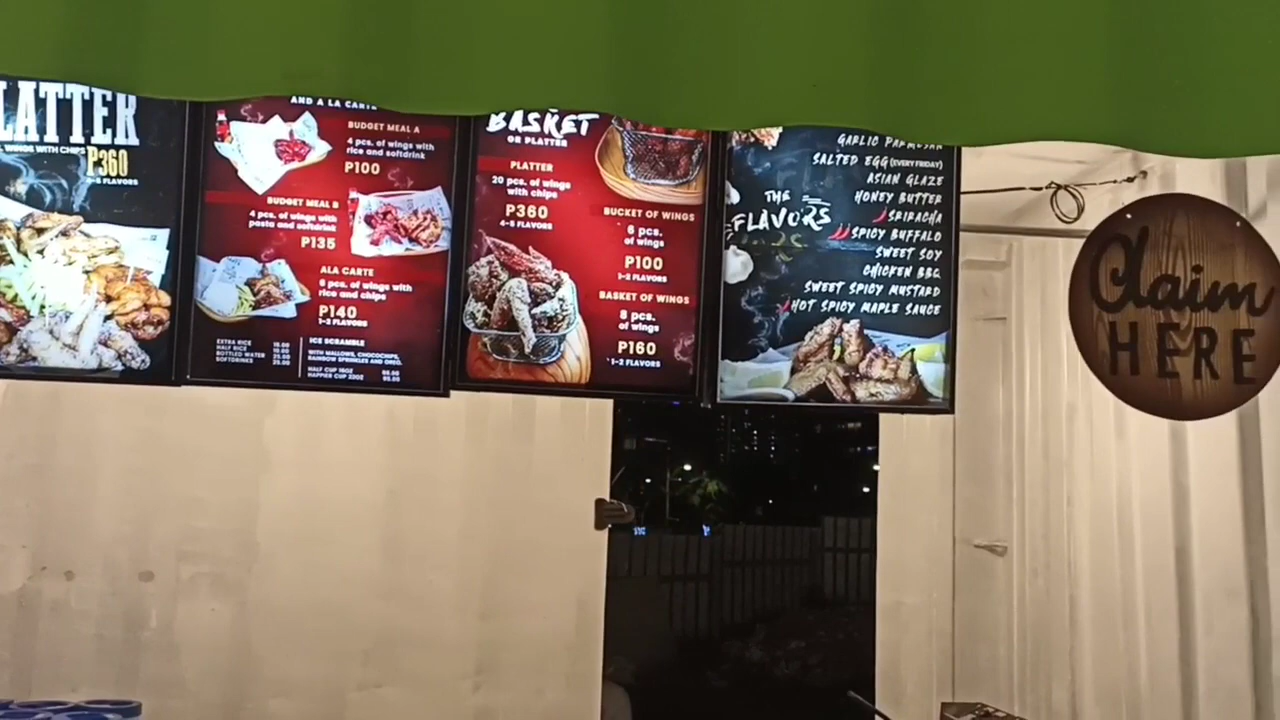 LATTER
WINGS WITH CHIPS
P360
4-5 FLAVORS
AND A LA CARTE
BUDGET MEAL A
4 pcs. of wings with
rice and softdrink
P100
BUDGET MEAL B
4 pcs. of wings with
pasta and softdrink
P135
ALA CARTE
6 pcs. of wings with
rice and chips
P140
1-2 FLAVORS
EXTRA RICE
HALF RICE
BOTTLED WATER
SOFTDRINKS
ICE SCRAMBLE
WITH MALLOWS, CHOCOCHIPS,
RAINBOW SPRINKLES AND OREO.
HALF CUP 16OZ
HAPPIER CUP 22OZ
BASKET
OR PLATTER
PLATTER
20 pcs. of wings
with chips
P360
4-5 FLAVORS
BUCKET OF WINGS
6 pcs.
of wings
P100
1-2 FLAVORS
BASKET OF WINGS
8 pcs.
of wings
P160
1-2 FLAVORS
THE
FLAVORS
GARLIC PARMESAN
SALTED EGG (EVERY FRIDAY)
ASIAN GLAZE
HONEY BUTTER
SRIRACHA
SPICY BUFFALO
SWEET SOY
CHICKEN BBQ
SWEET SPICY MUSTARD
HOT SPICY MAPLE SAUCE
Claim
HERE